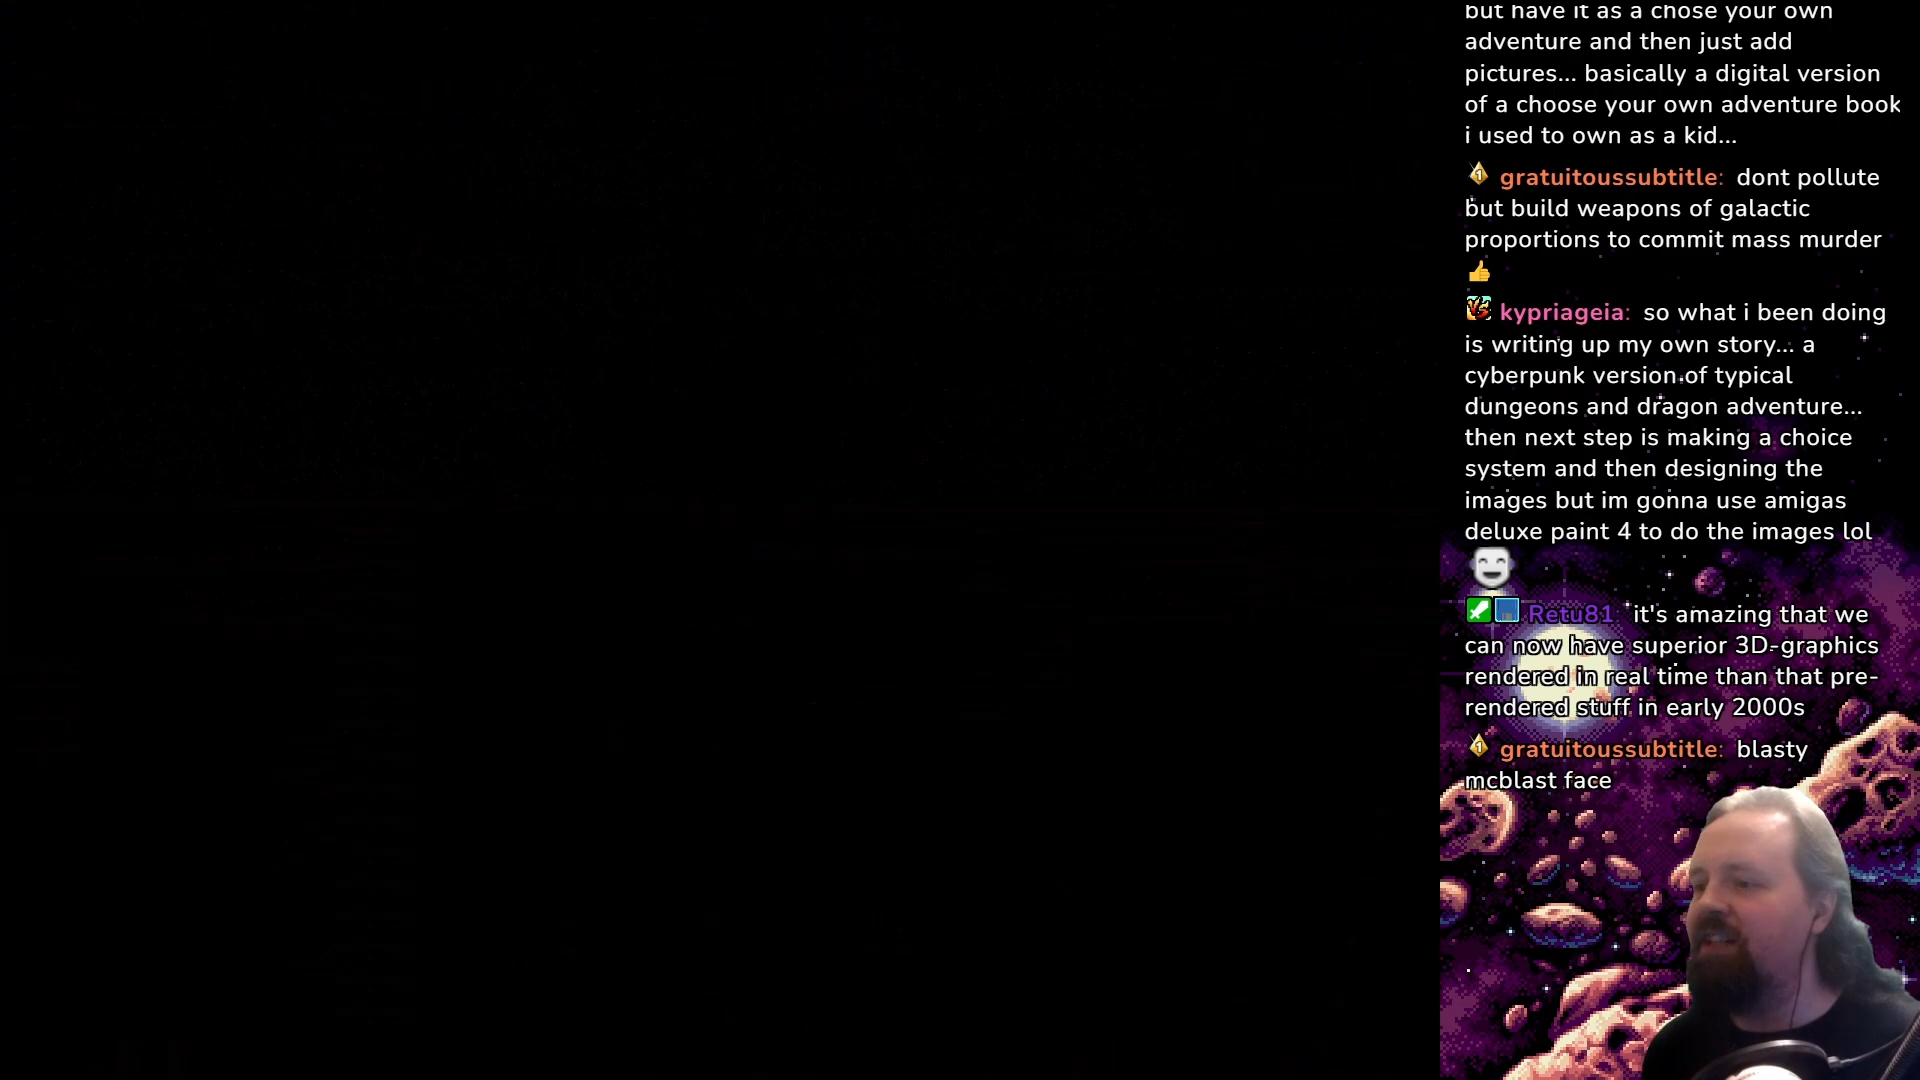 but have it as a chose your own
adventure and then just add
pictures... basically a digital version
of a choose your own adventure book
i used to own as a kid...
gratuitoussubtitle: dont pollute
but build weapons of galactic
proportions to commit mass murder
👍
kypriageia: so what i been doing
is writing up my own story... a
cyberpunk version of typical
dungeons and dragon adventure...
then next step is making a choice
system and then designing the
images but im gonna use amigas
deluxe paint 4 to do the images lol
Retu81: it's amazing that we
can now have superior 3D-graphics
rendered in real time than that pre-
rendered stuff in early 2000s
gratuitoussubtitle: blasty
mcblast face